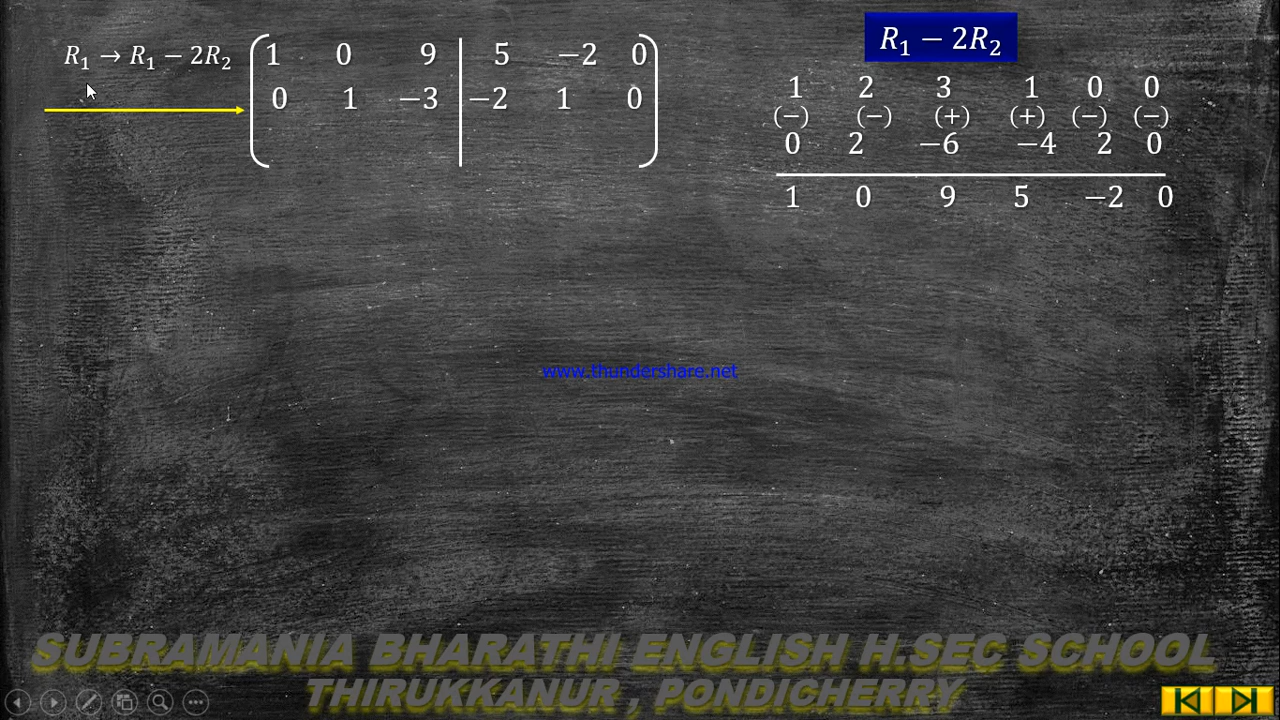 R₁ → R₁ − 2R₂
1 0 9 | 5 −2 0
0 1 −3 | −2 1 0
R₁ − 2R₂
1 2 3 1 0 0
(−) (−) (+) (+) (−) (−)
0 2 −6 −4 2 0
1 0 9 5 −2 0
www.thundershare.net
SUBRAMANIA BHARATHI ENGLISH H.SEC SCHOOL
THIRUKKANUR , PONDICHERRY